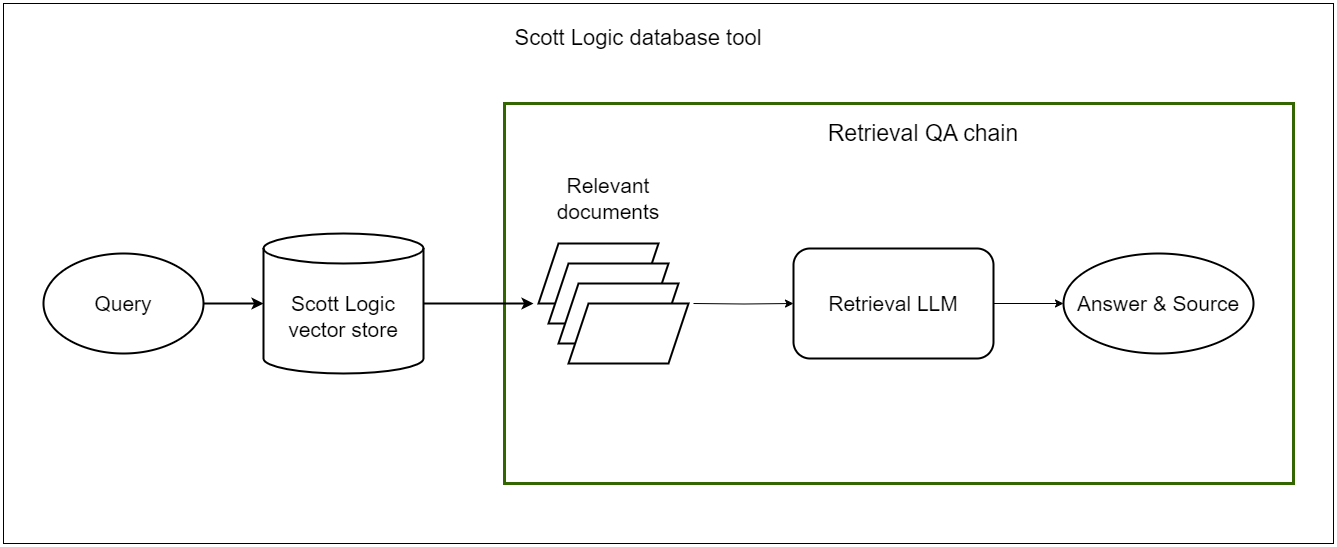 Scott Logic database tool
Retrieval QA chain
Relevant
documents
Query
Scott Logic
vector store
Retrieval LLM
Answer & Source